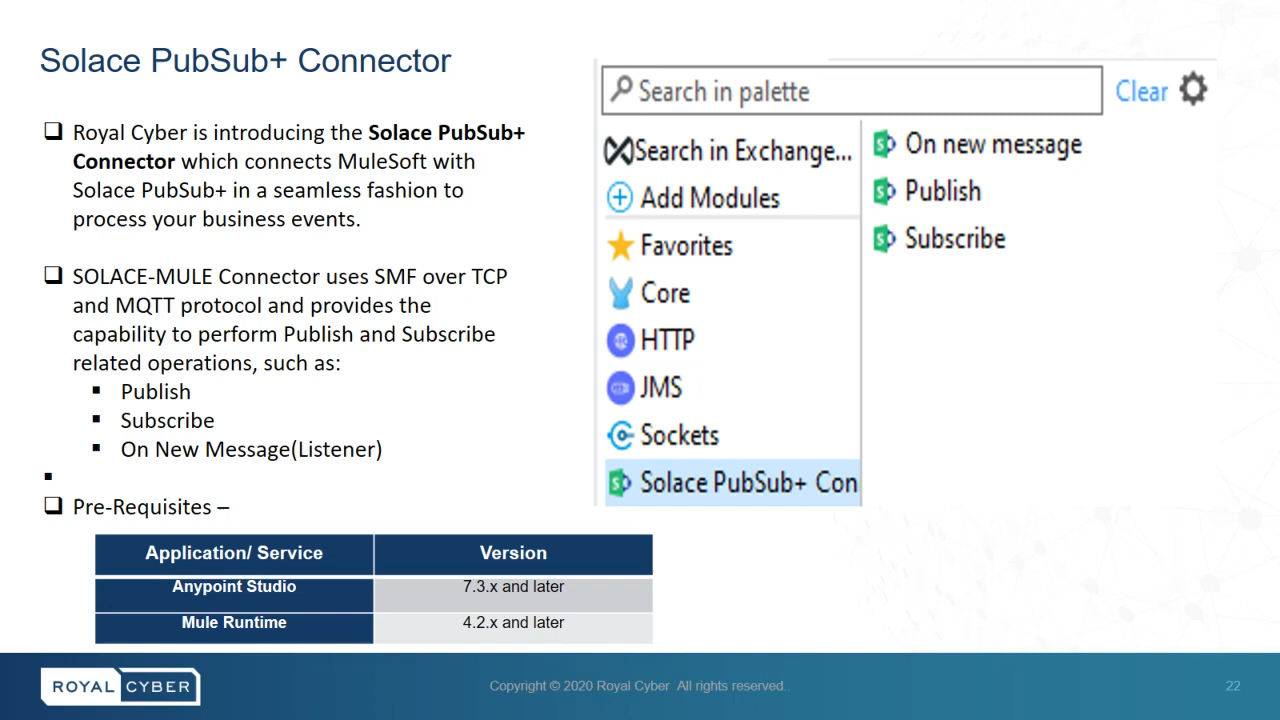 Solace PubSub+ Connector
Royal Cyber is introducing the Solace PubSub+
Connector which connects MuleSoft with
Solace PubSub+ in a seamless fashion to
process your business events.
SOLACE-MULE Connector uses SMF over TCP
and MQTT protocol and provides the
capability to perform Publish and Subscribe
related operations, such as:
Publish
Subscribe
On New Message(Listener)
Pre-Requisites –
Application/ Service
Version
Anypoint Studio
7.3.x and later
Mule Runtime
4.2.x and later
Search in palette
Clear
Search in Exchange...
Add Modules
Favorites
Core
HTTP
JMS
Sockets
Solace PubSub+ Con
On new message
Publish
Subscribe
ROYAL CYBER
Copyright © 2020 Royal Cyber All rights reserved..
22